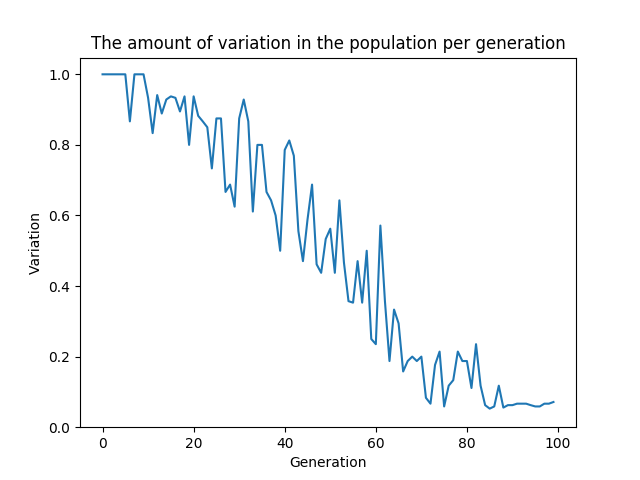 The amount of variation in the population per generation
1.0
0.8
0.6
0.4
0.2
0.0
Variation
0 20 40 60 80 100
Generation